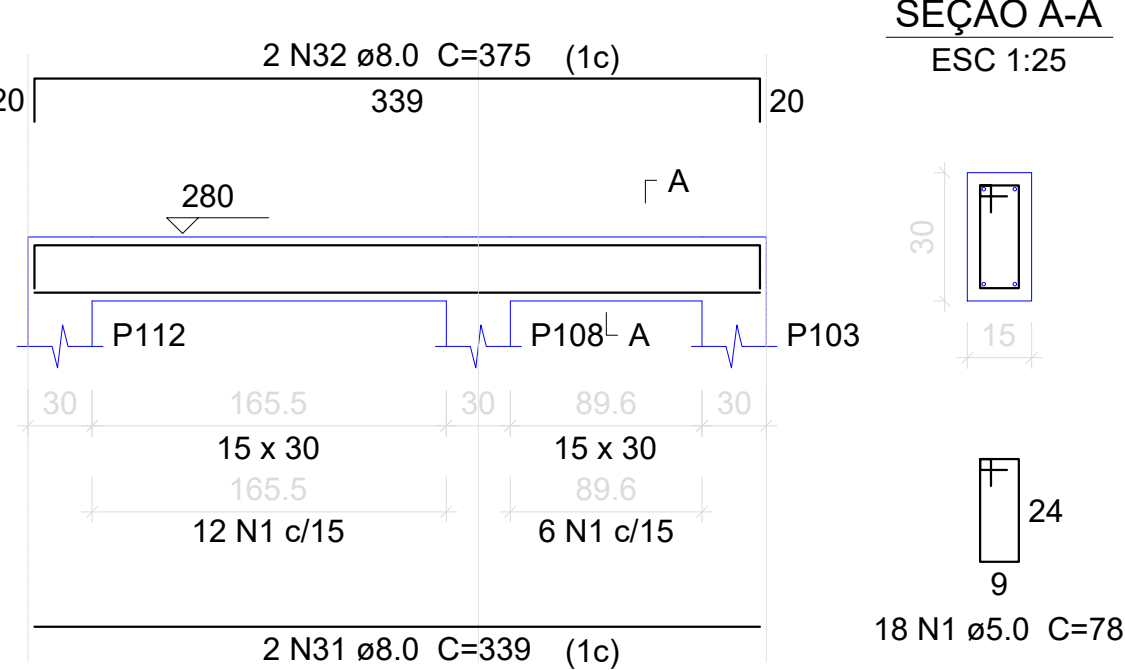 SEÇÃO A-A
ESC 1:25
2 N32 ø8.0 C=375 (1c)
20 339 20
280
A
30
P112 P108 A P103
15
30 165.5 30 89.6 30
15 x 30 15 x 30
165.5 89.6
12 N1 c/15 6 N1 c/15
24
9
18 N1 ø5.0 C=78
2 N31 ø8.0 C=339 (1c)